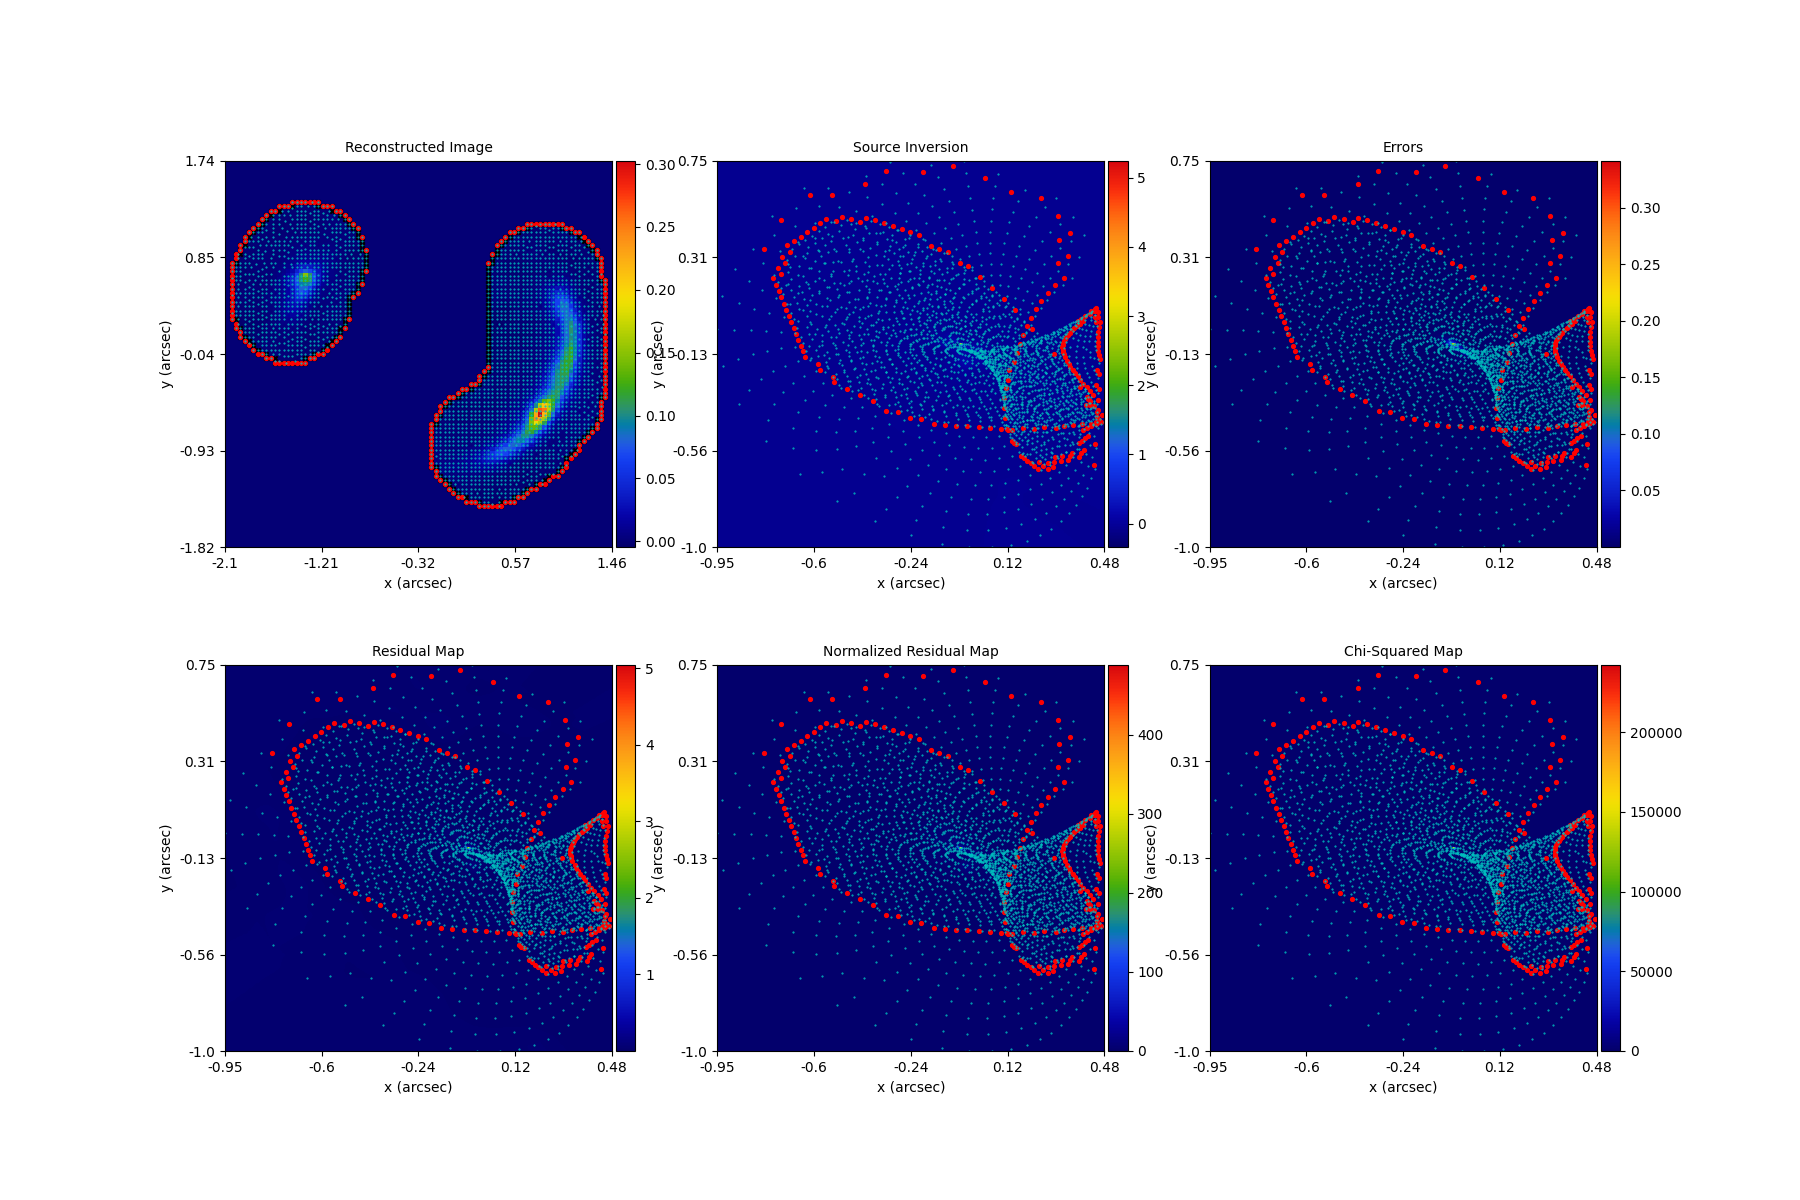 Reconstructed Image
1.74
0.85
-0.04
-0.93
-1.82
y (arcsec)
-2.1 -1.21 -0.32 0.57 1.46
x (arcsec)
0.30
0.25
0.20
0.15
0.10
0.05
0.00
Source Inversion
0.75
0.31
-0.13
-0.56
-1.0
y (arcsec)
-0.95 -0.6 -0.24 0.12 0.48
x (arcsec)
5
4
3
2
1
0
Errors
0.75
0.31
-0.13
-0.56
-1.0
y (arcsec)
-0.95 -0.6 -0.24 0.12 0.48
x (arcsec)
0.30
0.25
0.20
0.15
0.10
0.05
Residual Map
0.75
0.31
-0.13
-0.56
-1.0
y (arcsec)
-0.95 -0.6 -0.24 0.12 0.48
x (arcsec)
5
4
3
2
1
Normalized Residual Map
0.75
0.31
-0.13
-0.56
-1.0
y (arcsec)
-0.95 -0.6 -0.24 0.12 0.48
x (arcsec)
400
300
200
100
0
Chi-Squared Map
0.75
0.31
-0.13
-0.56
-1.0
y (arcsec)
-0.95 -0.6 -0.24 0.12 0.48
x (arcsec)
200000
150000
100000
50000
0